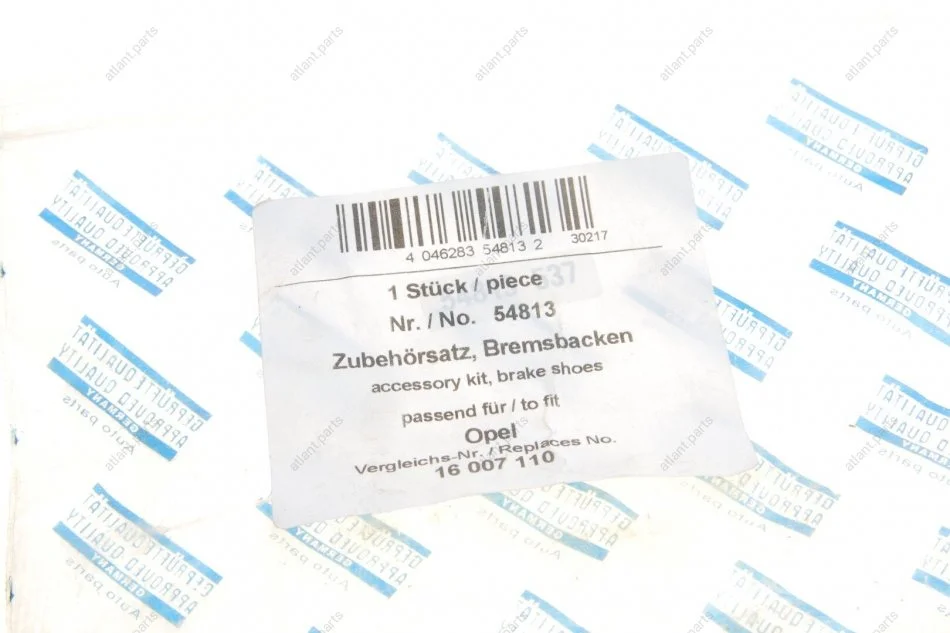 4 046283 54813 2
30217
1 Stück / piece
Nr. / No. 54813
Zubehörsatz, Bremsbacken
accessory kit, brake shoes
passend für / to fit
Opel
Vergleichs-Nr. / Replaces No.
16 007 110
GEPRÜFTE QUALITÄT
APPROVED QUALITY
GERMANY
Auto parts
atlant.parts